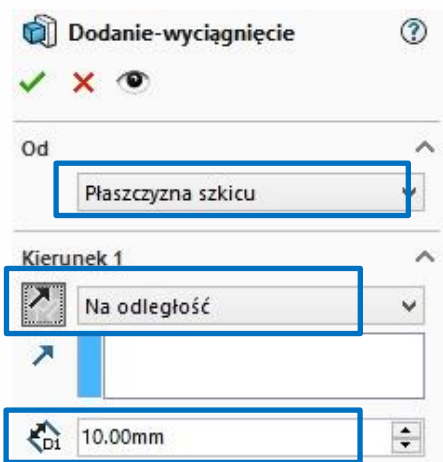 Dodanie-wyciągnięcie
Od
Płaszczyzna szkicu
Kierunek 1
Na odległość
D1 10.00mm